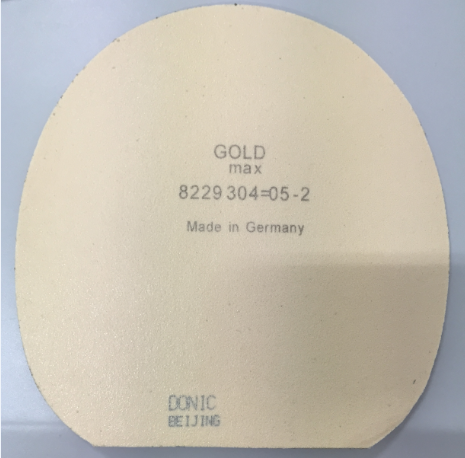 GOLD
max
8229 304=05-2
Made in Germany
DONIC
BEIJING